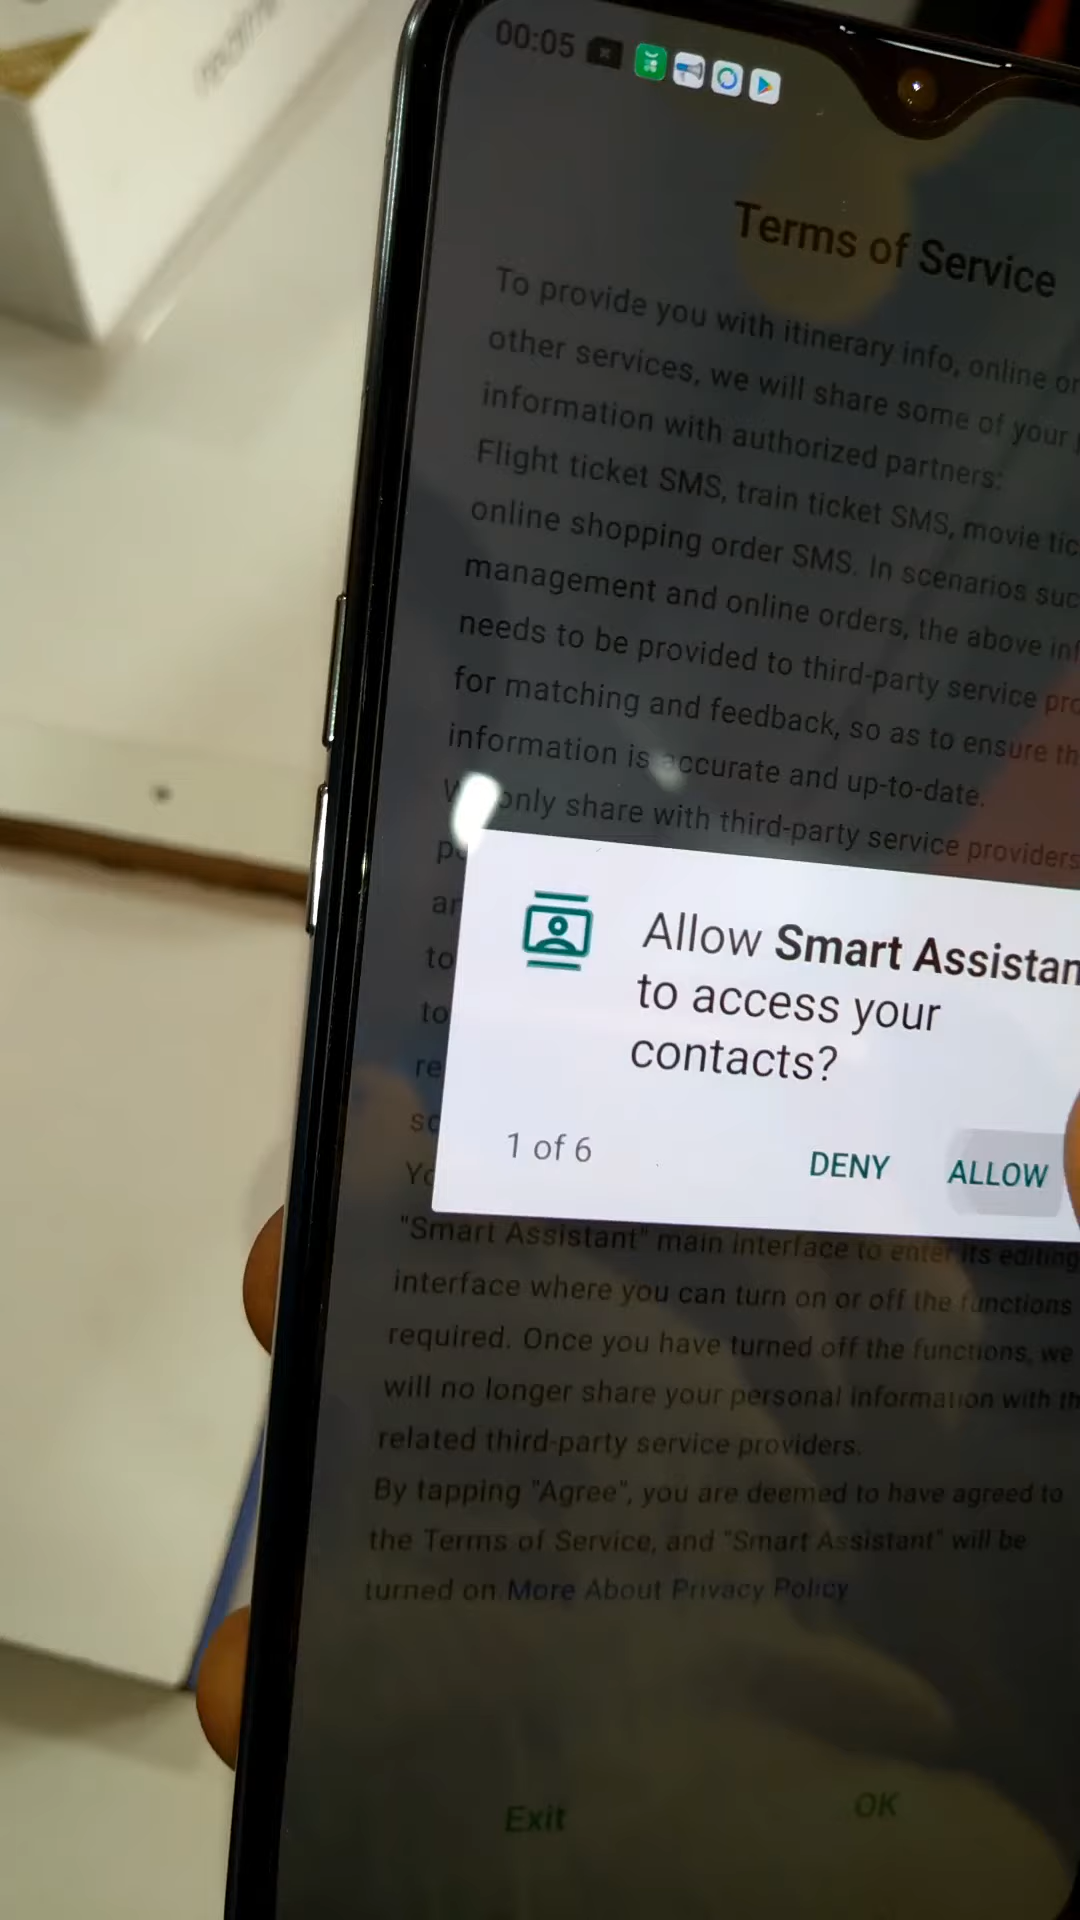 realme
00:05
Terms of Service
To provide you with itinerary info, online or
other services, we will share some of your
information with authorized partners:
Flight ticket SMS, train ticket SMS, movie tic
online shopping order SMS. In scenarios suc
management and online orders, the above inf
needs to be provided to third-party service pro
for matching and feedback, so as to ensure th
information is accurate and up-to-date.
only share with third-party service providers
Allow Smart Assistan
to access your
contacts?
1 of 6
DENY
ALLOW
ar
to
to
re
so
"Smart Assistant" main interface to enter its editing
interface where you can turn on or off the functions
required. Once you have turned off the functions, we
will no longer share your personal information with th
related third-party service providers.
By tapping "Agree", you are deemed to have agreed to
the Terms of Service, and "Smart Assistant" will be
turned on More About Privacy Policy
Exit
OK